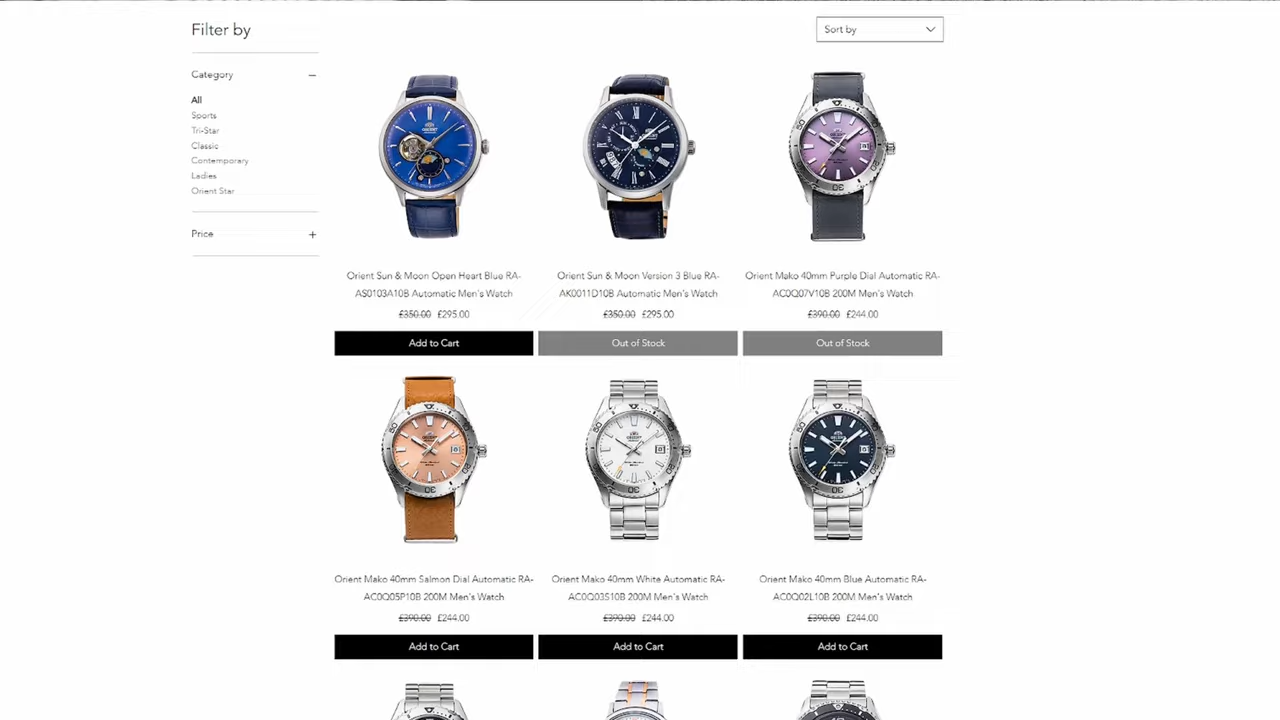 Filter by
Sort by
Category
All
Sports
Tri-Star
Classic
Contemporary
Ladies
Orient Star
Price
Orient Sun & Moon Open Heart Blue RA-
AS0103A10B Automatic Men's Watch
£350.00 £295.00
Add to Cart
Orient Sun & Moon Version 3 Blue RA-
AK0011D10B Automatic Men's Watch
£350.00 £295.00
Out of Stock
Orient Mako 40mm Purple Dial Automatic RA-
AC0Q07V10B 200M Men's Watch
£390.00 £244.00
Out of Stock
Orient Mako 40mm Salmon Dial Automatic RA-
AC0Q05P10B 200M Men's Watch
£390.00 £244.00
Add to Cart
Orient Mako 40mm White Automatic RA-
AC0Q03S10B 200M Men's Watch
£390.00 £244.00
Add to Cart
Orient Mako 40mm Blue Automatic RA-
AC0Q02L10B 200M Men's Watch
£390.00 £244.00
Add to Cart